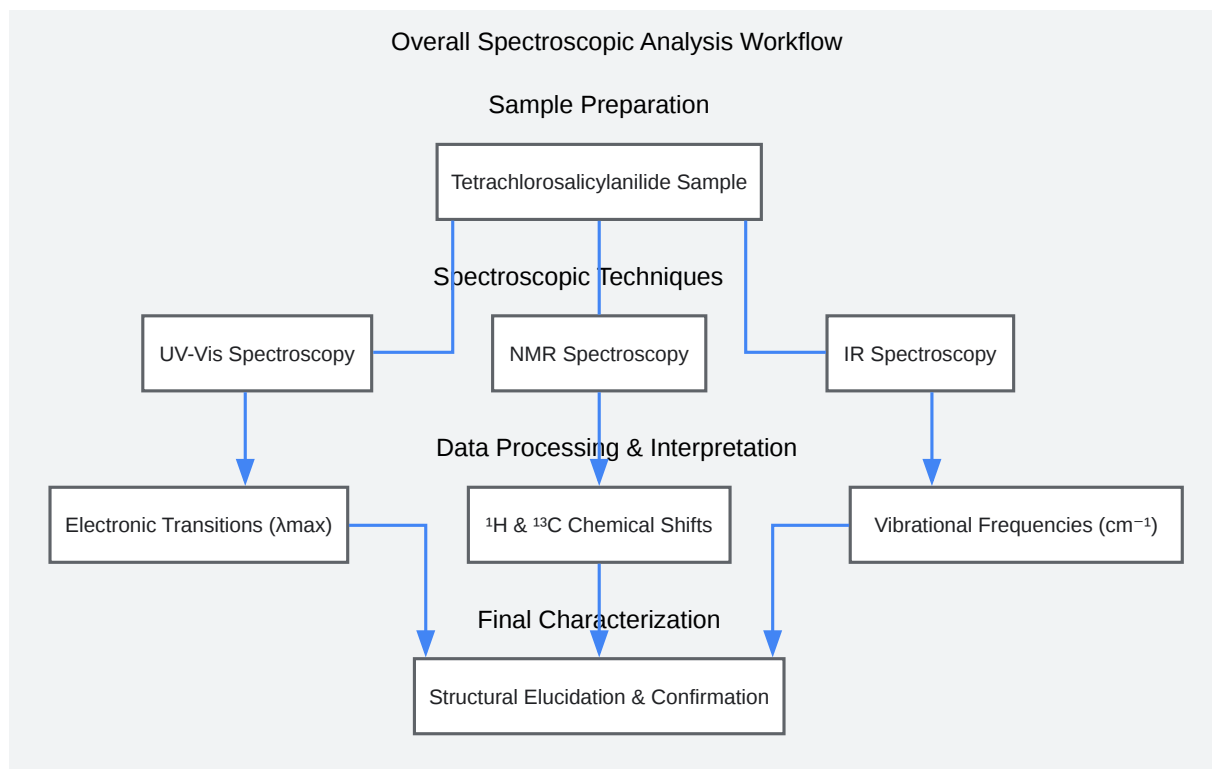 Overall Spectroscopic Analysis Workflow
Sample Preparation
Tetrachlorosalicylanilide Sample
Spectroscopic Techniques
UV-Vis Spectroscopy
NMR Spectroscopy
IR Spectroscopy
Data Processing & Interpretation
Electronic Transitions (λmax)
¹H & ¹³C Chemical Shifts
Vibrational Frequencies (cm⁻¹)
Final Characterization
Structural Elucidation & Confirmation